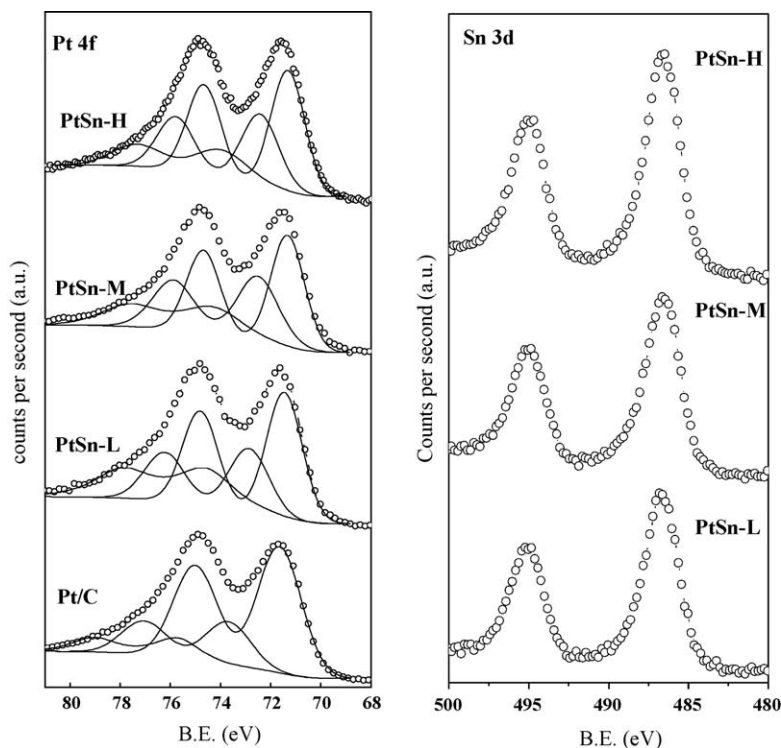 Pt 4f
PtSn-H
PtSn-M
PtSn-L
Pt/C
counts per second (a.u.)
80 78 76 74 72 70 68
B.E. (eV)
Sn 3d
PtSn-H
PtSn-M
PtSn-L
Counts per second (a.u.)
500 495 490 485 480
B.E. (eV)